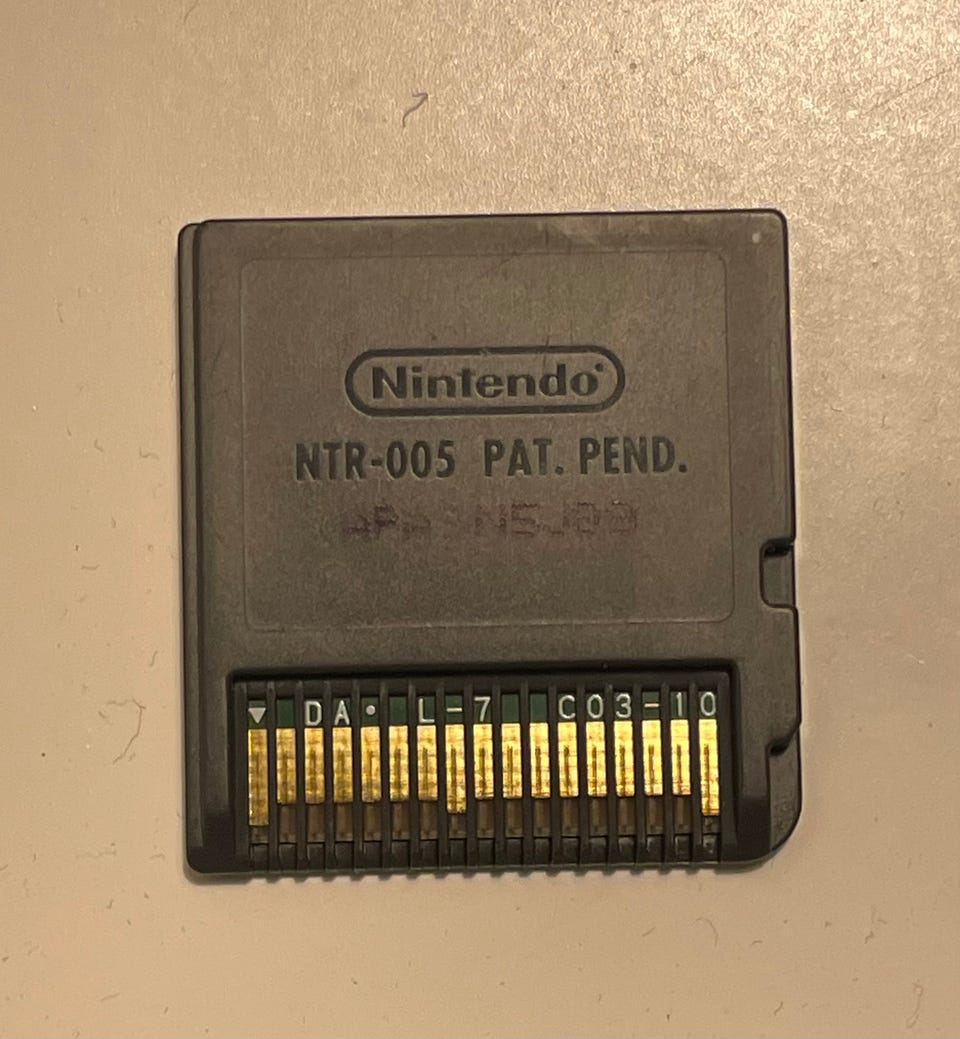 Nintendo
NTR-005 PAT. PEND.
▼ DA• L-7 C03-10